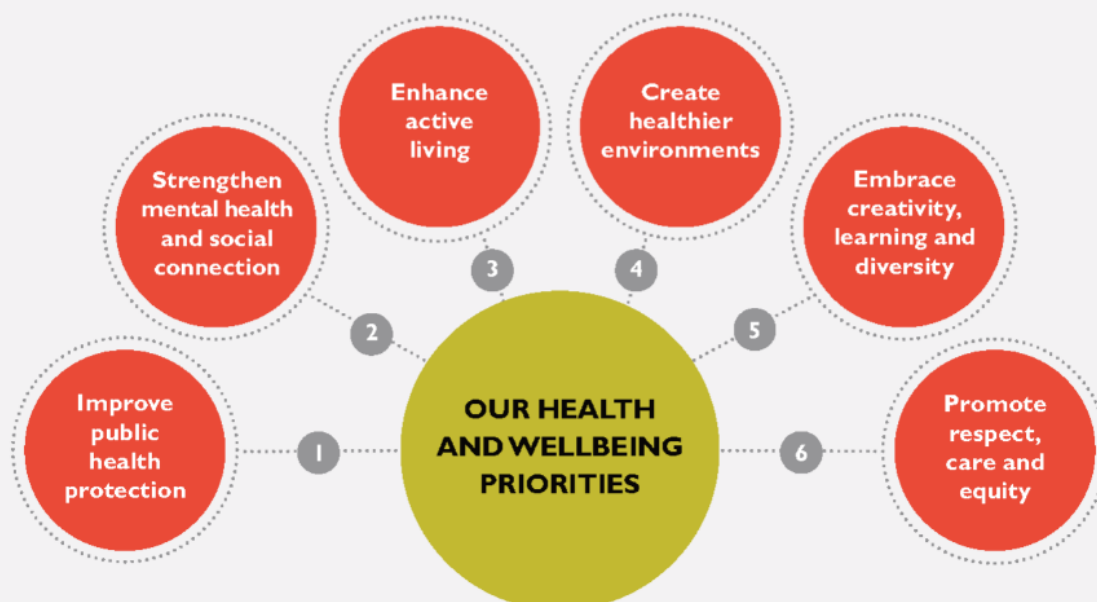 Improve
public
health
protection
1
Strengthen
mental health
and social
connection
2
Enhance
active
living
3
Create
healthier
environments
4
Embrace
creativity,
learning and
diversity
5
Promote
respect,
care and
equity
6
OUR HEALTH
AND WELLBEING
PRIORITIES